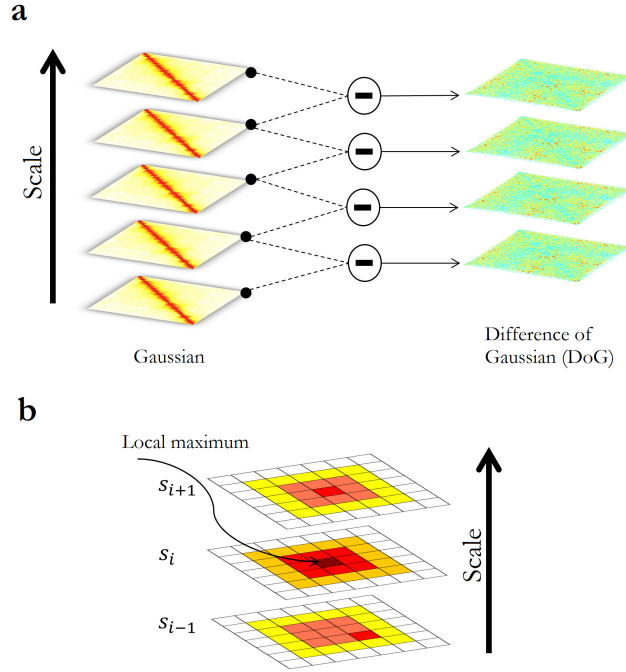 a
Scale
Gaussian
Difference of
Gaussian (DoG)
b
Local maximum
s_{i+1}
s_i
s_{i-1}
Scale